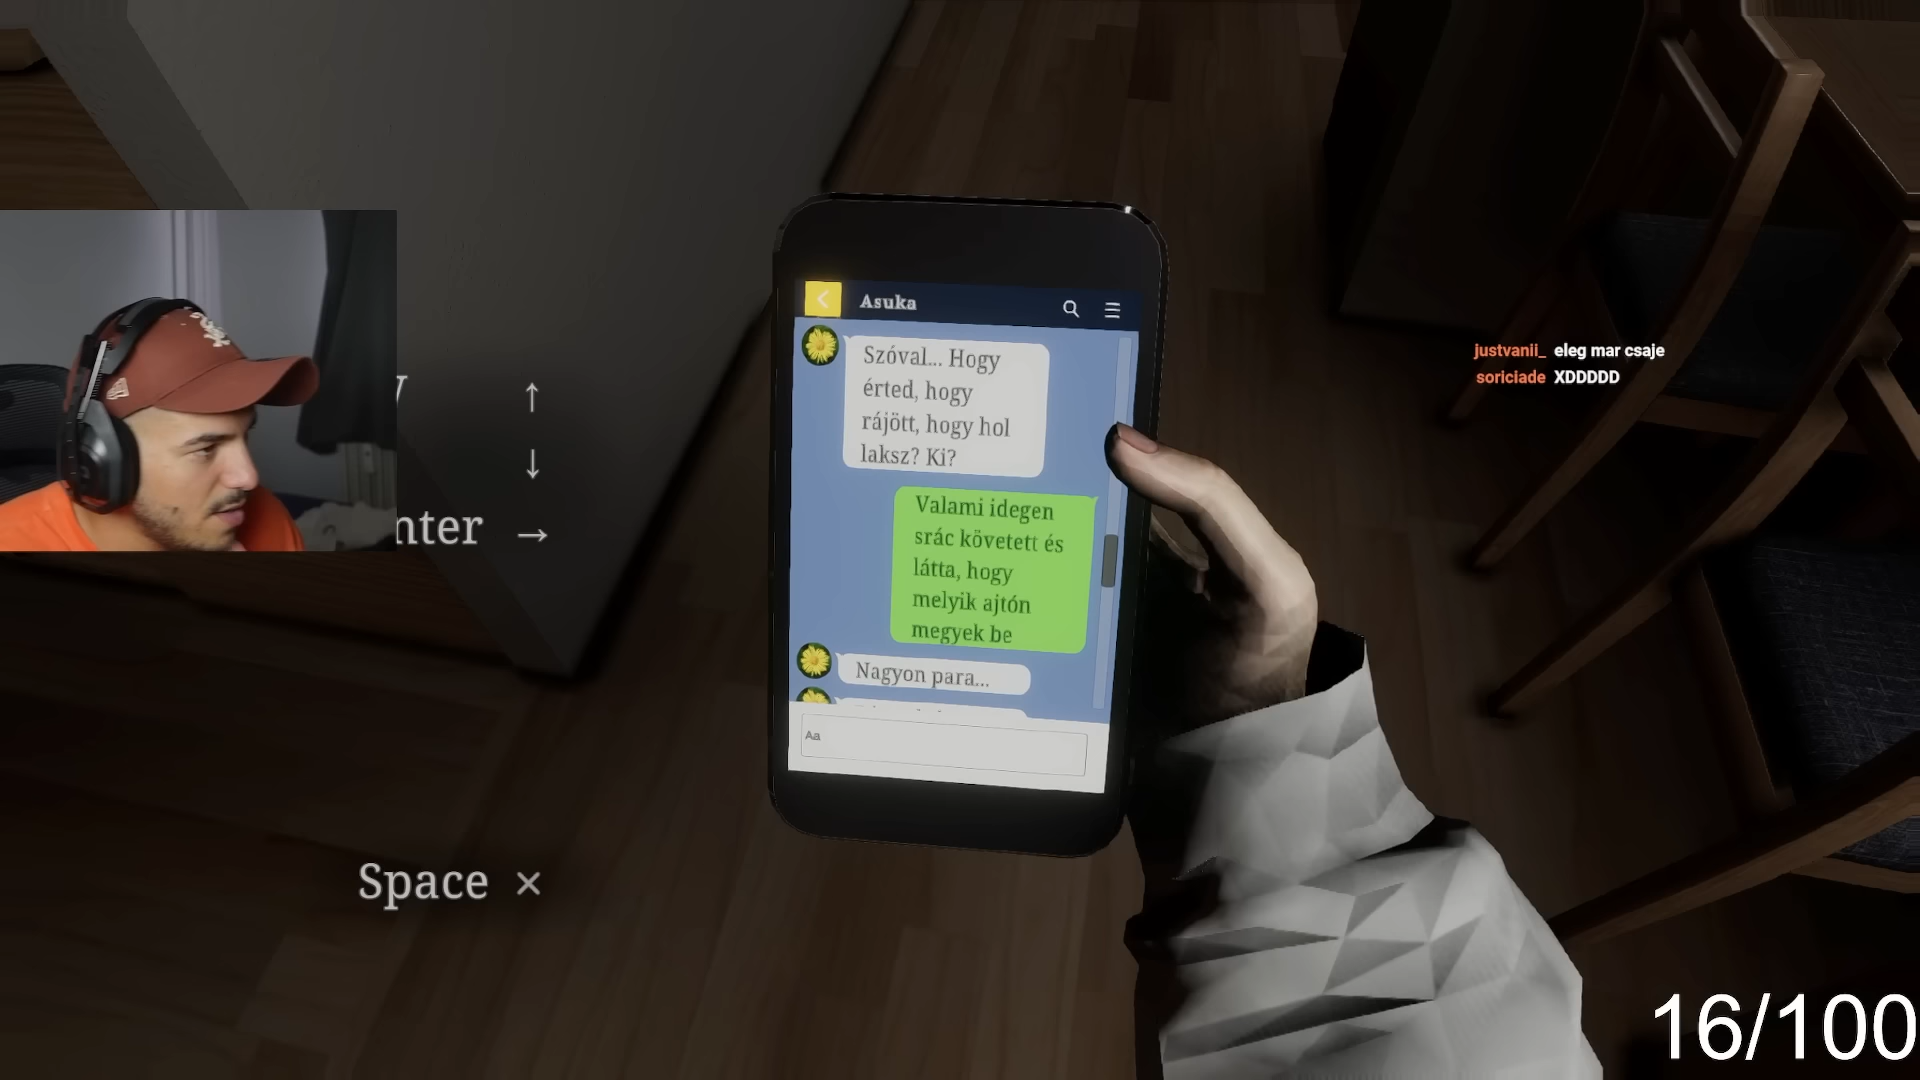 Asuka
Szóval... Hogy
érted, hogy
rájött, hogy hol
laksz? Ki?
Valami idegen
srác követett és
látta, hogy
melyik ajtón
megyek be
Nagyon para...
Aa
nter →
Space ×
justvanii_ eleg mar csaje
soriciade XDDDDD
16/100